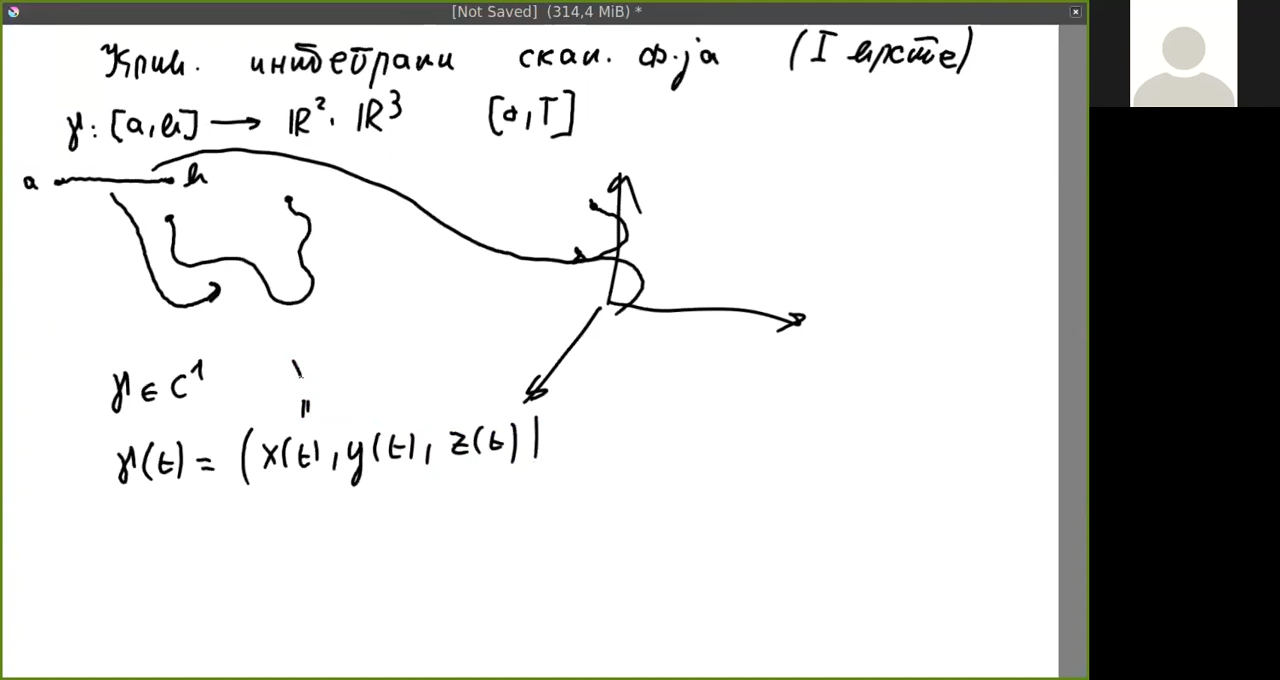 [Not Saved] (314,4 MiB) *
Крив. интеграли скал. ф-ја (I врсте)
γ: [a, b] → ℝ², ℝ³ [0, T]
a b
γ ∈ C¹
γ(t) = (x(t), y(t), z(t))